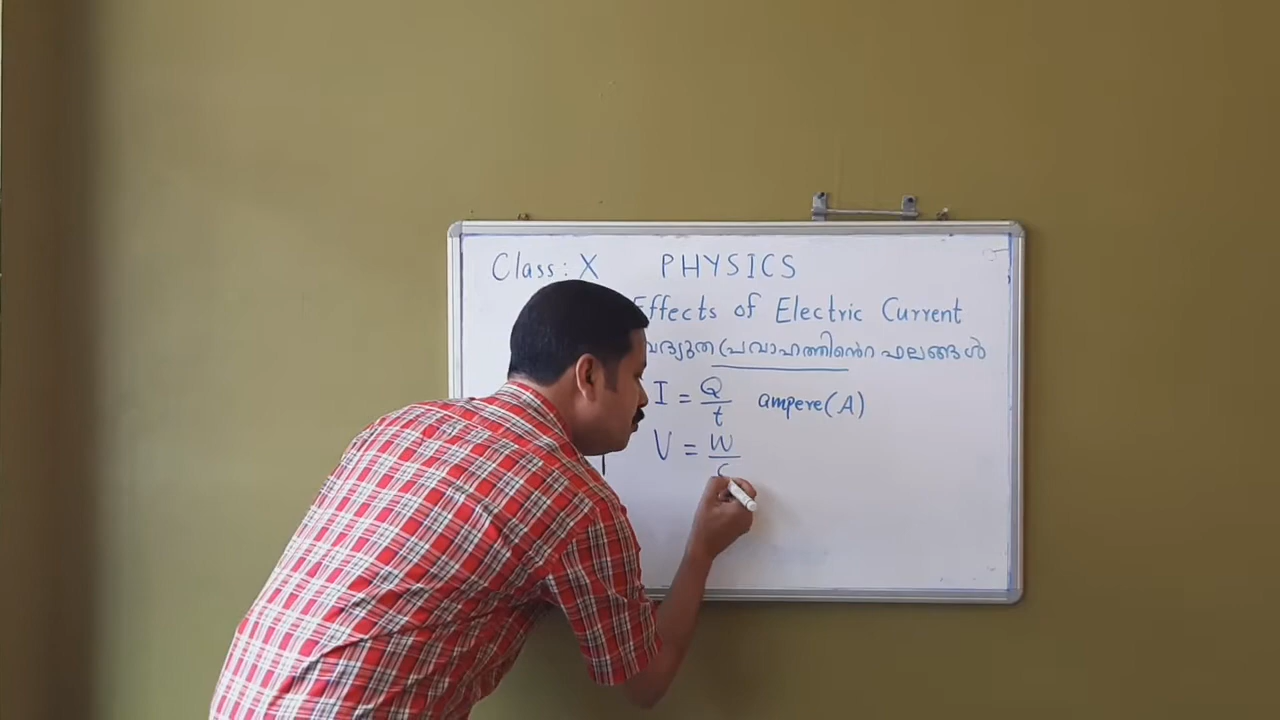 Class: X PHYSICS
Effects of Electric Current
പ്രവാഹത്തിന്റെ ഫലങ്ങൾ
I = Q/t ampere(A)
V = W/